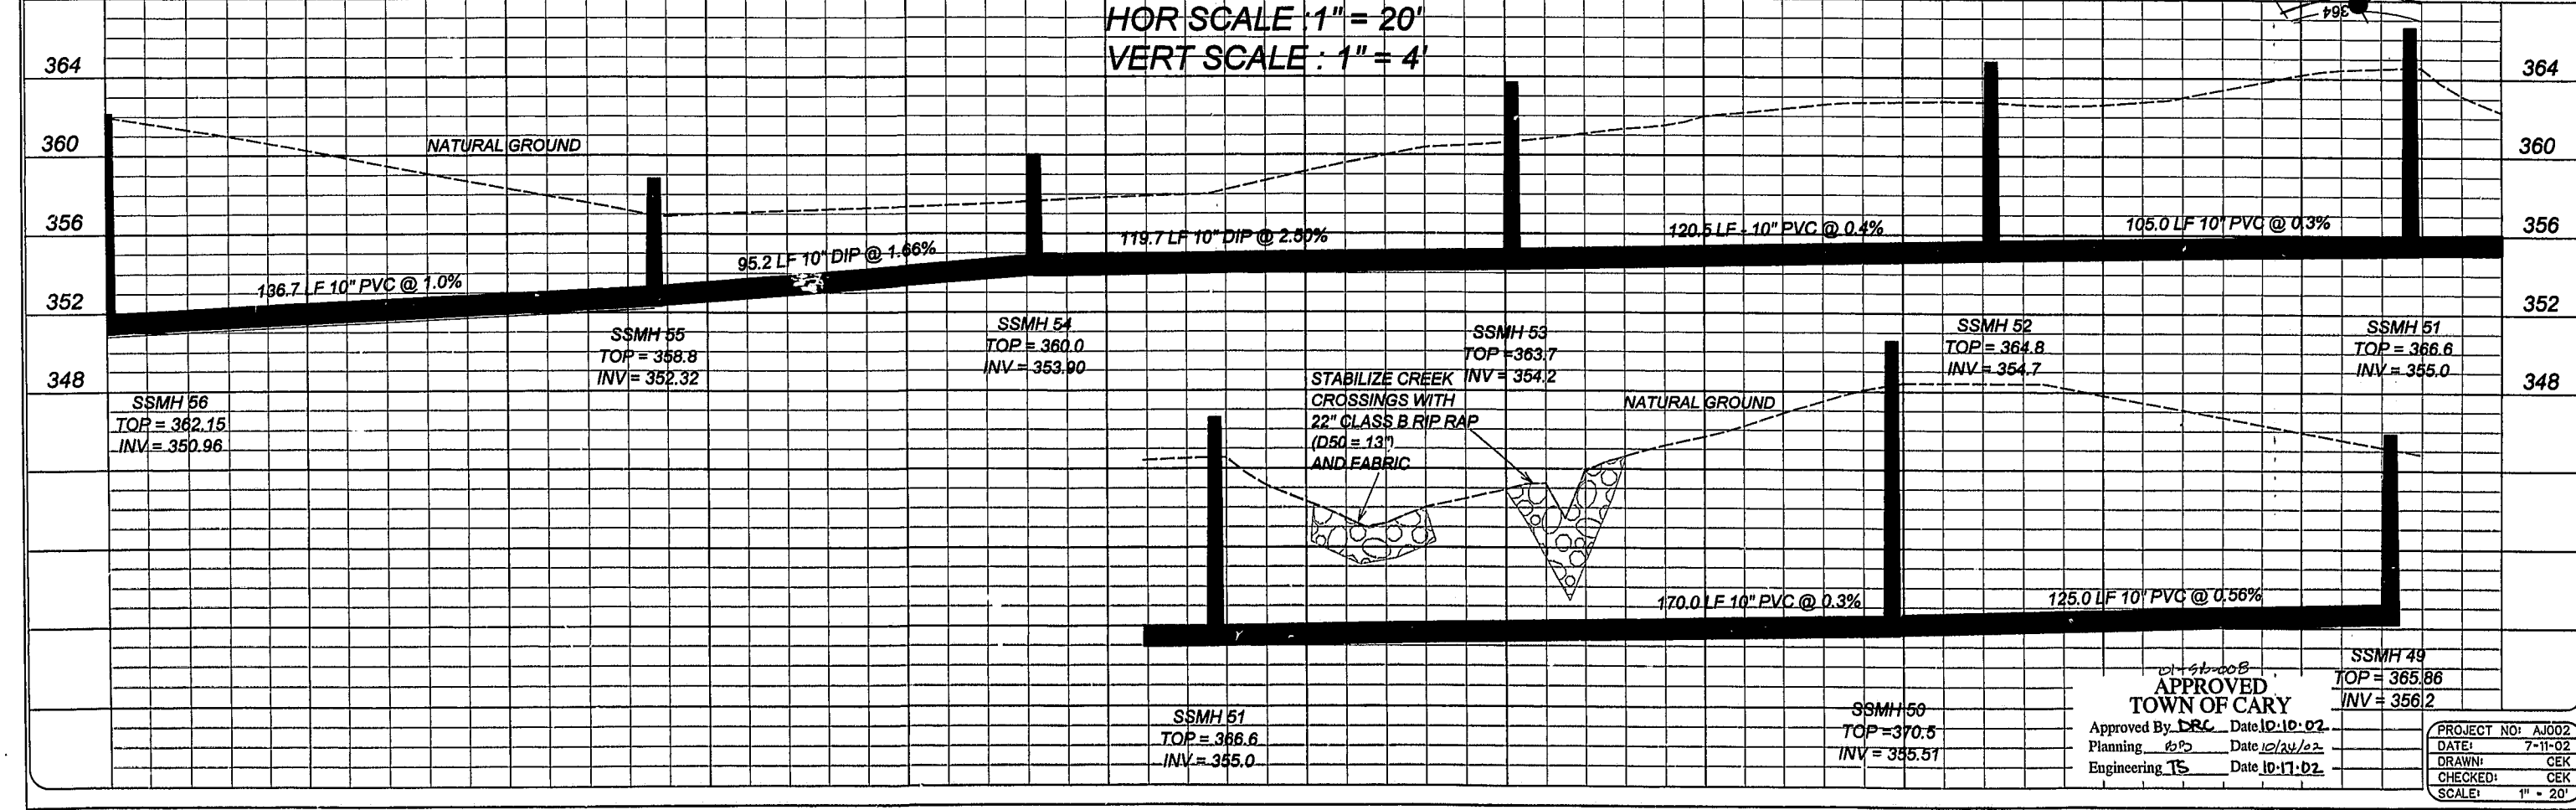 HOR SCALE :1" = 20'
VERT SCALE : 1" = 4'
364
364
364
360
360
356
356
352
352
348
348
NATURAL GROUND
136.7 LF 10" PVC @ 1.0%
95.2 LF 10" DIP @ 1.66%
119.7 LF 10" DIP @ 2.50%
120.5 LF - 10" PVC @ 0.4%
105.0 LF 10" PVC @ 0.3%
SSMH 56
TOP = 362.15
INV = 350.96
SSMH 55
TOP = 358.8
INV = 352.32
SSMH 54
TOP = 360.0
INV = 353.90
SSMH 53
TOP =363.7
INV = 354.2
SSMH 52
TOP = 364.8
INV = 354.7
SSMH 51
TOP = 366.6
INV = 355.0
STABILIZE CREEK
CROSSINGS WITH
22" CLASS B RIP RAP
(D50 = 13")
AND FABRIC
NATURAL GROUND
170.0 LF 10" PVC @ 0.3%
125.0 LF 10" PVC @ 0.56%
SSMH 51
TOP = 366.6
INV = 355.0
SSMH 50
TOP =370.5
INV = 355.51
SSMH 49
TOP = 365.86
INV = 356.2
APPROVED
TOWN OF CARY
Approved By DRC Date 10·10·02
Planning Date 10/24/02
Engineering TS Date 10·17·02
PROJECT NO: AJ002
DATE: 7-11-02
DRAWN: CEK
CHECKED: CEK
SCALE: 1" = 20'